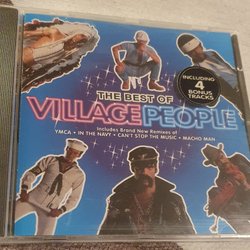 THE BEST OF
VILLAGE PEOPLE
INCLUDING
4
BONUS
TRACKS
Includes Brand New Remixes of
YMCA • IN THE NAVY • CAN'T STOP THE MUSIC • MACHO MAN